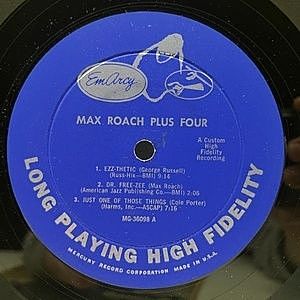 EmArcy
MAX ROACH PLUS FOUR
A Custom
High
Fidelity
Recording
1. EZZ-THETIC (George Russell)
(Russ-Hix—BMI) 9:14
2. DR. FREE-ZEE (Max Roach)
(American Jazz Publishing Co.—BMI) 2:06
3. JUST ONE OF THOSE THINGS (Cole Porter)
(Harms, Inc.—ASCAP) 7:16
MG-36098 A
LONG PLAYING HIGH FIDELITY
MERCURY RECORD CORPORATION MADE IN U.S.A.